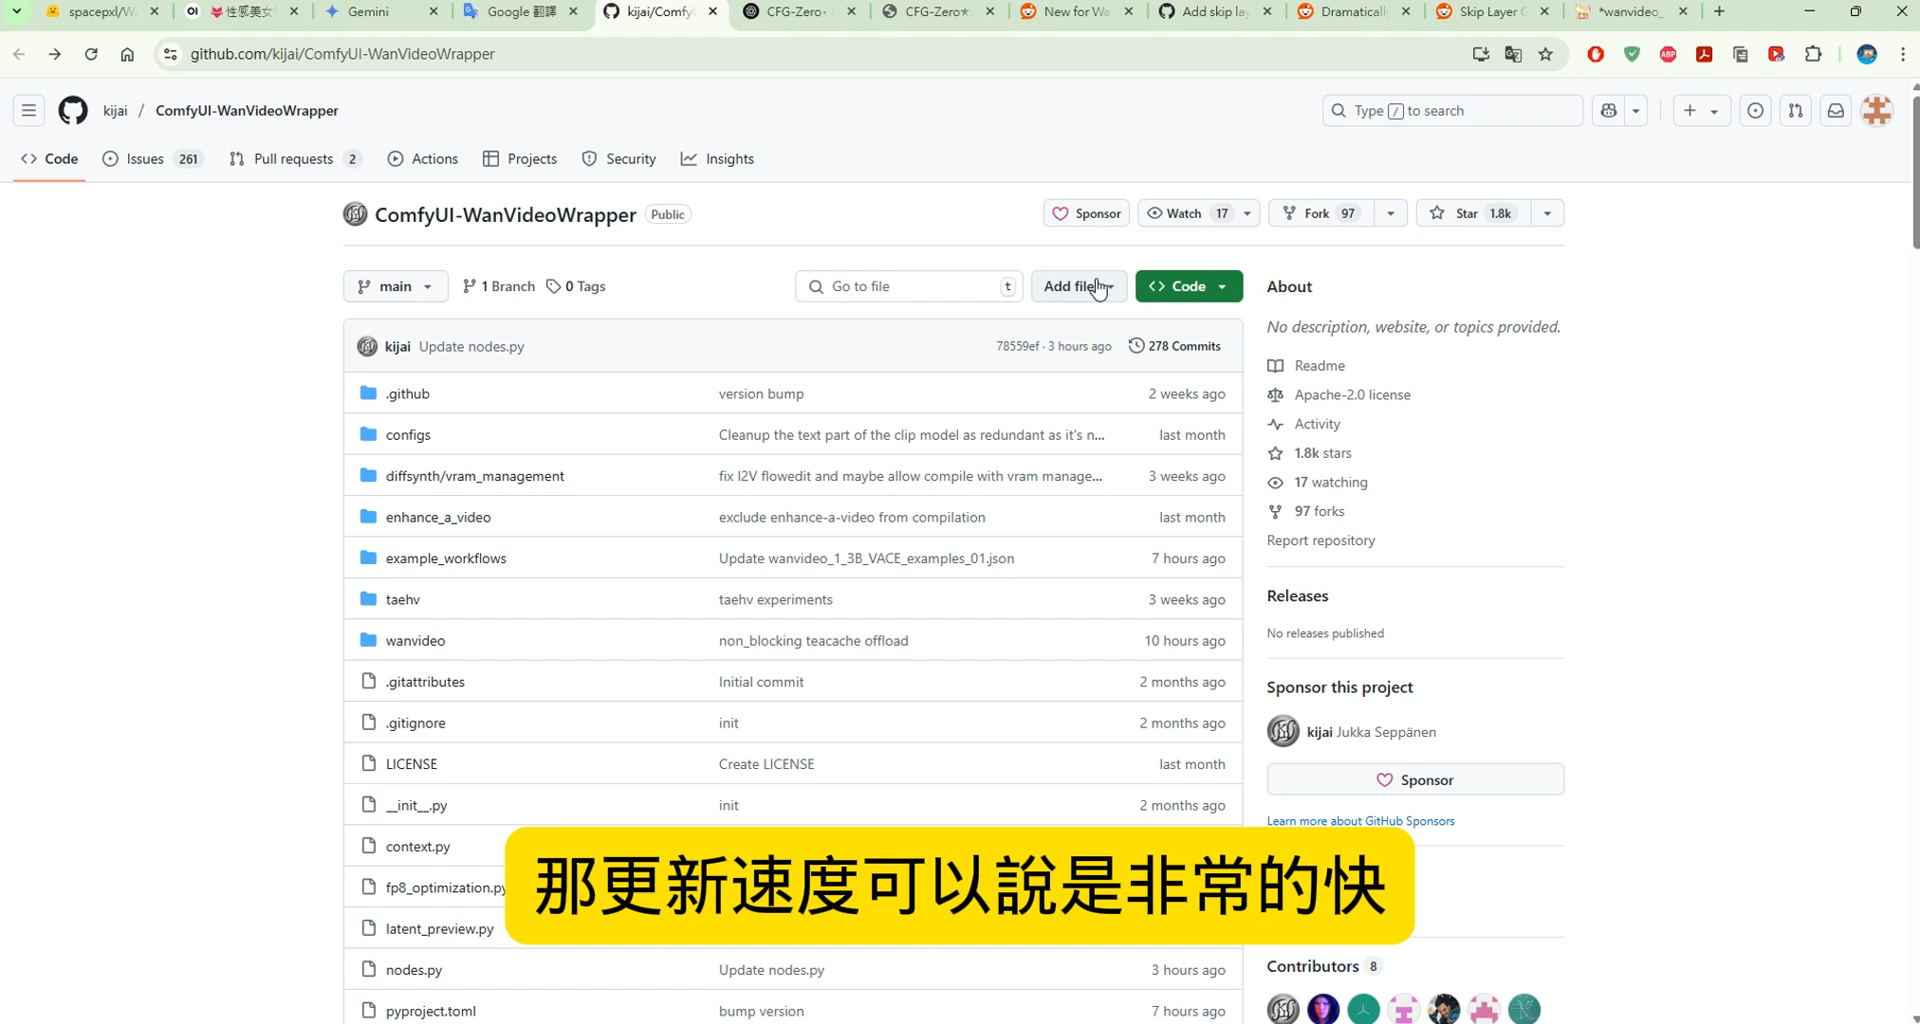 spacepxl/W
性感美女
Gemini
Google 翻譯
kijai/Comfy
CFG-Zero
CFG-Zero★
New for Wa
Add skip la
Dramatically
Skip Layer G
*wanvideo_
github.com/kijai/ComfyUI-WanVideoWrapper
ABP
kijai / ComfyUI-WanVideoWrapper
Type / to search
Code
Issues 261
Pull requests 2
Actions
Projects
Security
Insights
ComfyUI-WanVideoWrapper Public
Sponsor
Watch 17
Fork 97
Star 1.8k
main
1 Branch
0 Tags
Go to file t
Add file
Code
kijai Update nodes.py 78559ef · 3 hours ago 278 Commits
.github version bump 2 weeks ago
configs Cleanup the text part of the clip model as redundant as it's n... last month
diffsynth/vram_management fix I2V flowedit and maybe allow compile with vram manage... 3 weeks ago
enhance_a_video exclude enhance-a-video from compilation last month
example_workflows Update wanvideo_1_3B_VACE_examples_01.json 7 hours ago
taehv taehv experiments 3 weeks ago
wanvideo non_blocking teacache offload 10 hours ago
.gitattributes Initial commit 2 months ago
.gitignore init 2 months ago
LICENSE Create LICENSE last month
__init__.py init 2 months ago
context.py
fp8_optimization.py
latent_preview.py
nodes.py Update nodes.py 3 hours ago
pyproject.toml bump version 7 hours ago
About
No description, website, or topics provided.
Readme
Apache-2.0 license
Activity
1.8k stars
17 watching
97 forks
Report repository
Releases
No releases published
Sponsor this project
kijai Jukka Seppänen
Sponsor
Learn more about GitHub Sponsors
Contributors 8
那更新速度可以說是非常的快